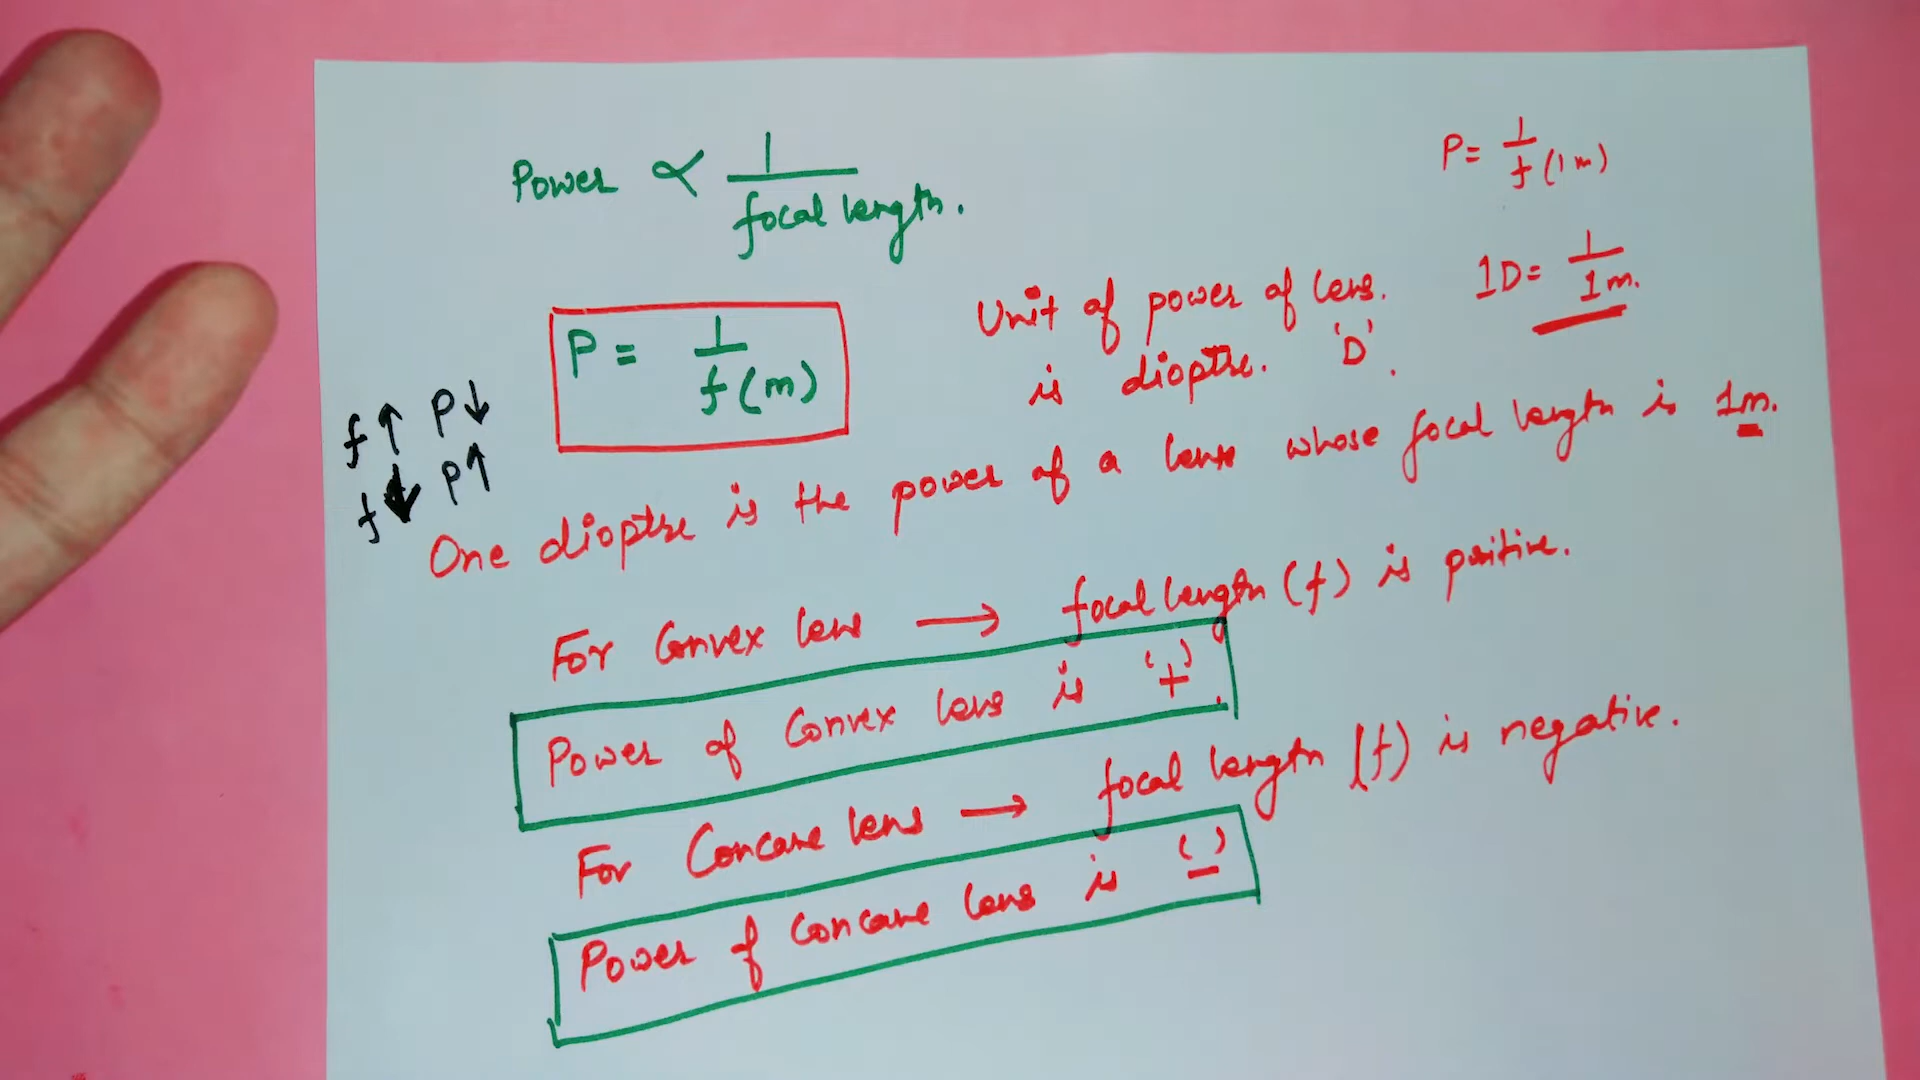 Power ∝ 1/focal length.
P = 1/f (1m)
1D = 1/1m.
P = 1/f(m)
Unit of power of lens.
is dioptre. 'D'.
f↑ P↓
f↓ P↑
One dioptre is the power of a lens whose focal length is 1m.
For Convex lens → focal length (f) is positive.
Power of Convex lens is (+).
For Concave lens → focal length (f) is negative.
Power of concave lens is (-)